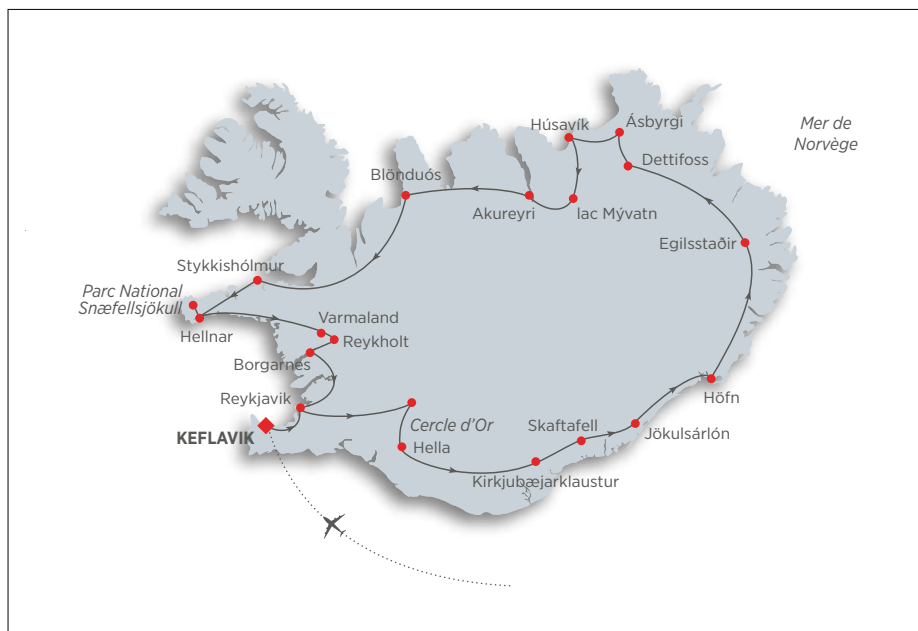 Húsavík
Ásbyrgi
Mer de
Norvège
Dettifoss
Blönduós
Akureyri
lac Mývatn
Egilsstaðir
Stykkishólmur
Parc National
Snæfellsjökull
Hellnar
Varmaland
Reykholt
Borgarnes
Reykjavik
KEFLAVIK
Cercle d'Or
Hella
Skaftafell
Höfn
Jökulsárlón
Kirkjubæjarklaustur